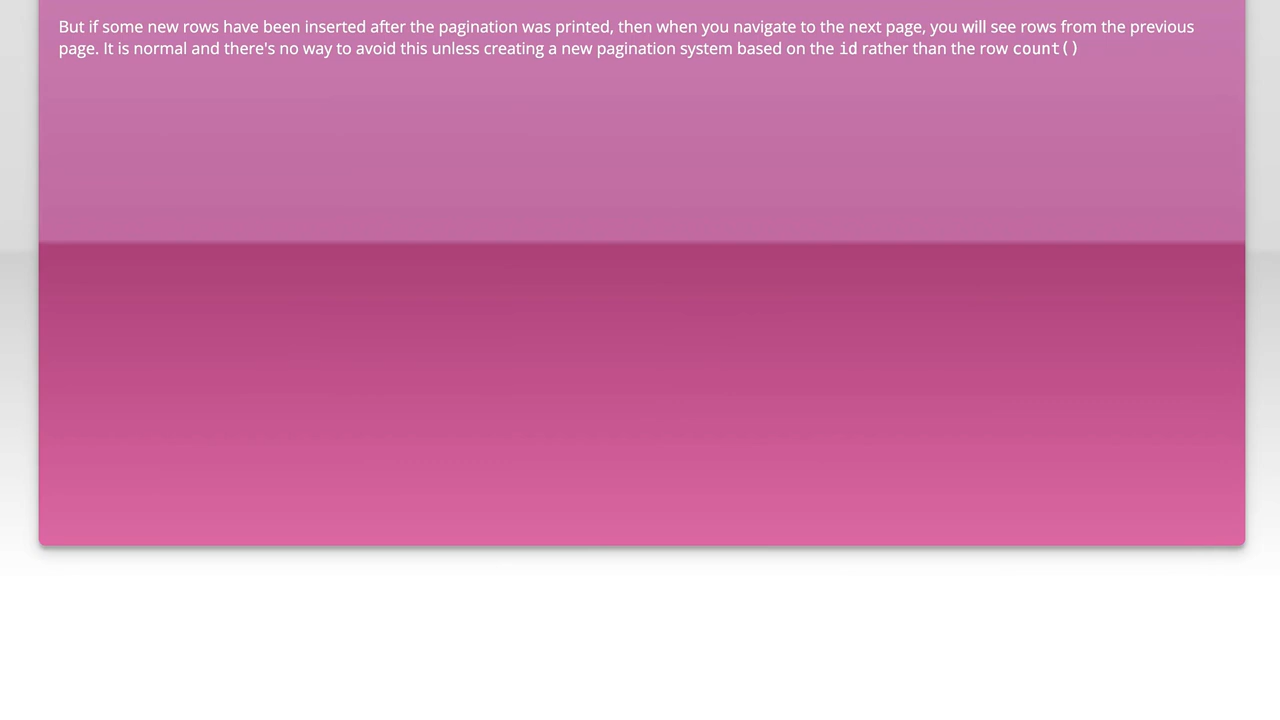 But if some new rows have been inserted after the pagination was printed, then when you navigate to the next page, you will see rows from the previous
page. It is normal and there's no way to avoid this unless creating a new pagination system based on the id rather than the row count()